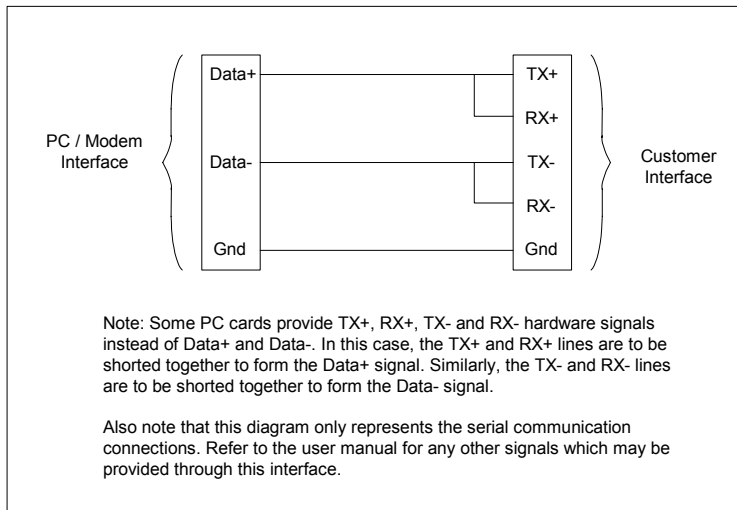 PC / Modem
Interface
Data+
Data-
Gnd
TX+
RX+
TX-
RX-
Gnd
Customer
Interface
Note: Some PC cards provide TX+, RX+, TX- and RX- hardware signals
instead of Data+ and Data-. In this case, the TX+ and RX+ lines are to be
shorted together to form the Data+ signal. Similarly, the TX- and RX- lines
are to be shorted together to form the Data- signal.
Also note that this diagram only represents the serial communication
connections. Refer to the user manual for any other signals which may be
provided through this interface.